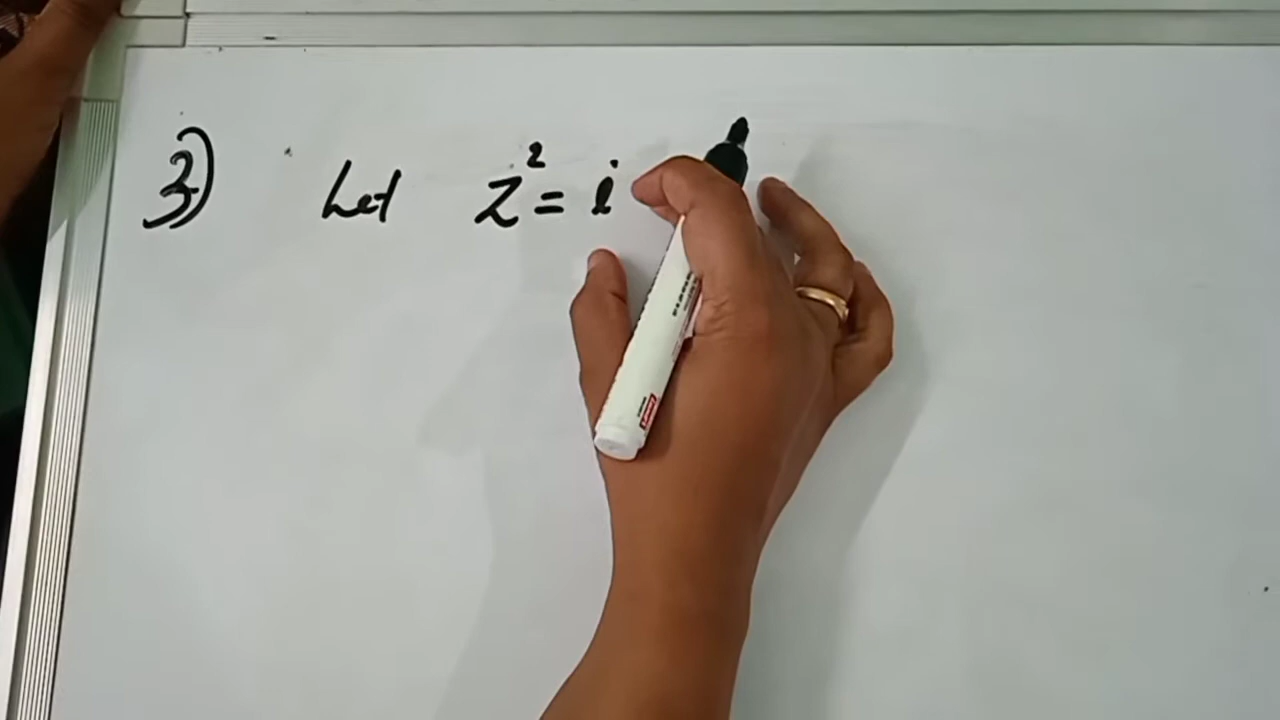 3) Let z² = i